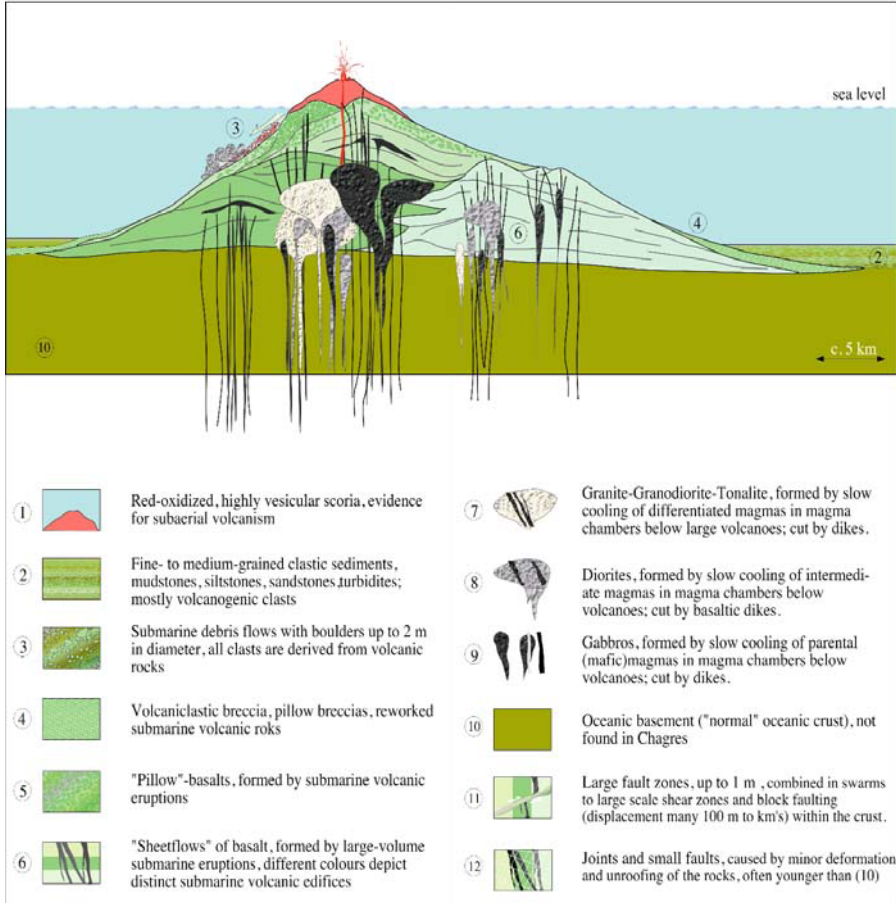 sea level
3
6
4
2
10
c. 5 km
1
Red-oxidized, highly vesicular scoria, evidence
for subaerial volcanism
2
Fine- to medium-grained clastic sediments,
mudstones, siltstones, sandstones,turbidites;
mostly volcanogenic clasts
3
Submarine debris flows with boulders up to 2 m
in diameter, all clasts are derived from volcanic
rocks
4
Volcaniclastic breccia, pillow breccias, reworked
submarine volcanic roks
5
"Pillow"-basalts, formed by submarine volcanic
eruptions
6
"Sheetflows" of basalt, formed by large-volume
submarine eruptions, different colours depict
distinct submarine volcanic edifices
7
Granite-Granodiorite-Tonalite, formed by slow
cooling of differentiated magmas in magma
chambers below large volcanoes; cut by dikes.
8
Diorites, formed by slow cooling of intermedi-
ate magmas in magma chambers below
volcanoes; cut by basaltic dikes.
9
Gabbros, formed by slow cooling of parental
(mafic)magmas in magma chambers below
volcanoes; cut by dikes.
10
Oceanic basement ("normal" oceanic crust), not
found in Chagres
11
Large fault zones, up to 1 m , combined in swarms
to large scale shear zones and block faulting
(displacement many 100 m to km's) within the crust.
12
Joints and small faults, caused by minor deformation
and unroofing of the rocks, often younger than (10)